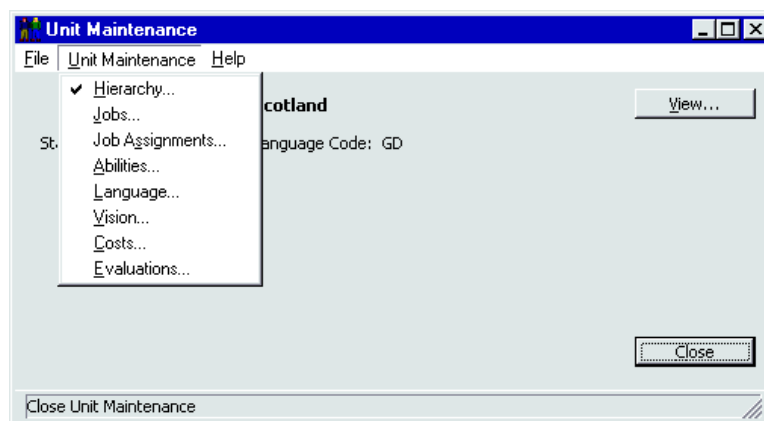 Unit Maintenance
File Unit Maintenance Help
Hierarchy...
cotland
View...
Jobs...
St
Job Assignments...
anguage Code: GD
Abilities...
Language...
Vision...
Costs...
Evaluations...
Close
Close Unit Maintenance